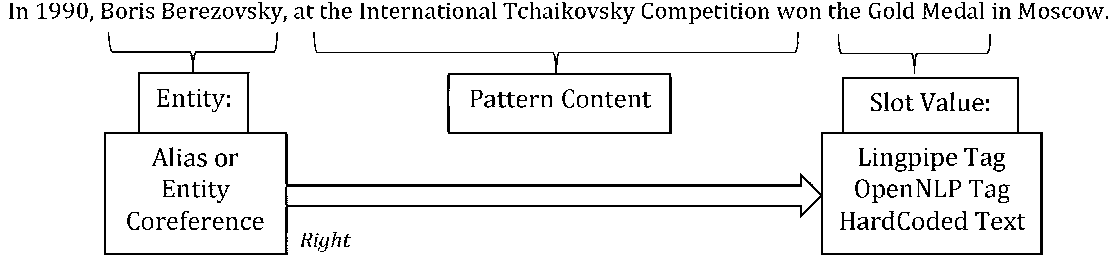 In 1990, Boris Berezovsky, at the International Tchaikovsky Competition won the Gold Medal in Moscow.
Entity:
Pattern Content
Slot Value:
Alias or
Entity
Coreference
Right
Lingpipe Tag
OpenNLP Tag
HardCoded Text